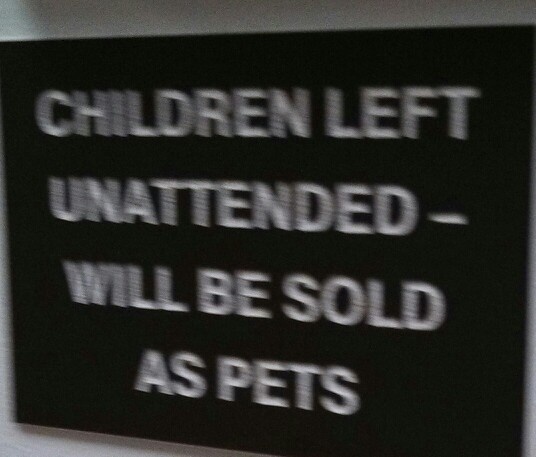 CHILDREN LEFT
UNATTENDED –
WILL BE SOLD
AS PETS